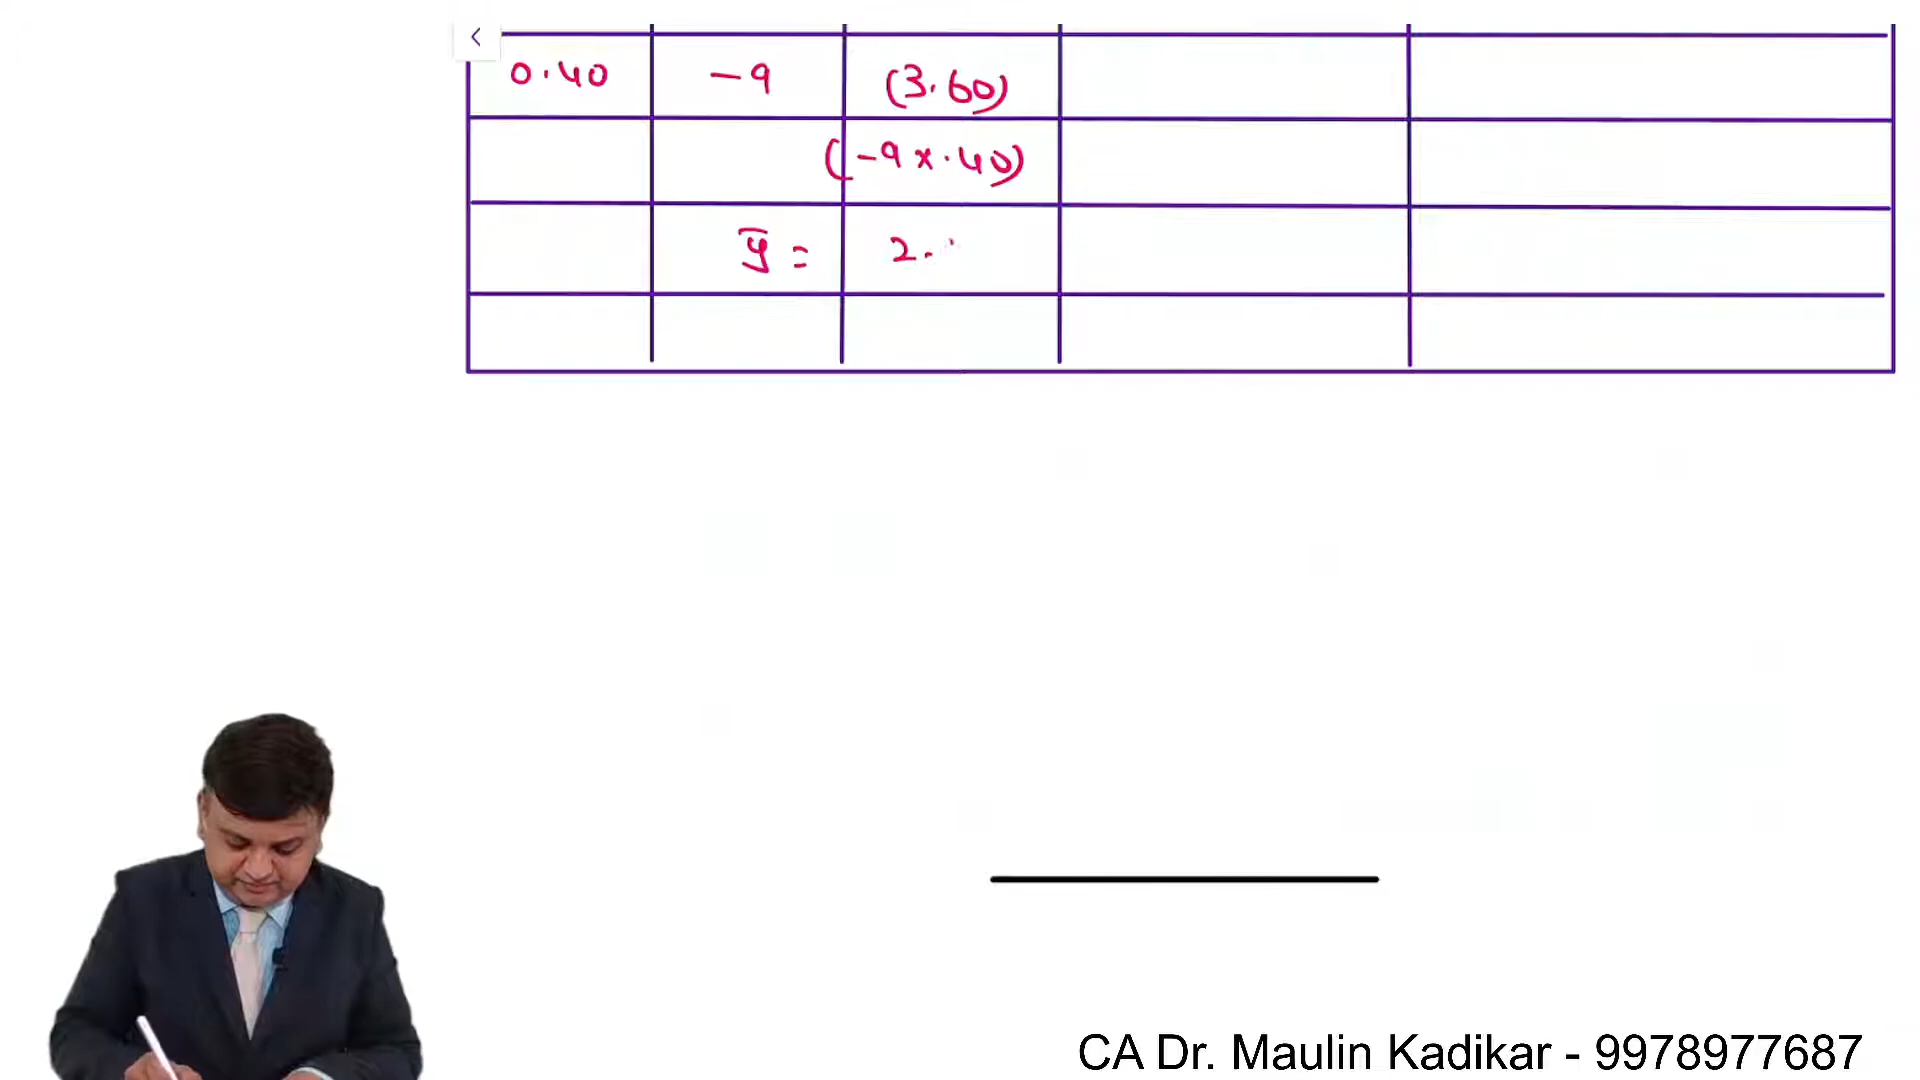 0.40 -9 (3.60)
(-9 x .40)
ȳ = 2.
CA Dr. Maulin Kadikar - 9978977687